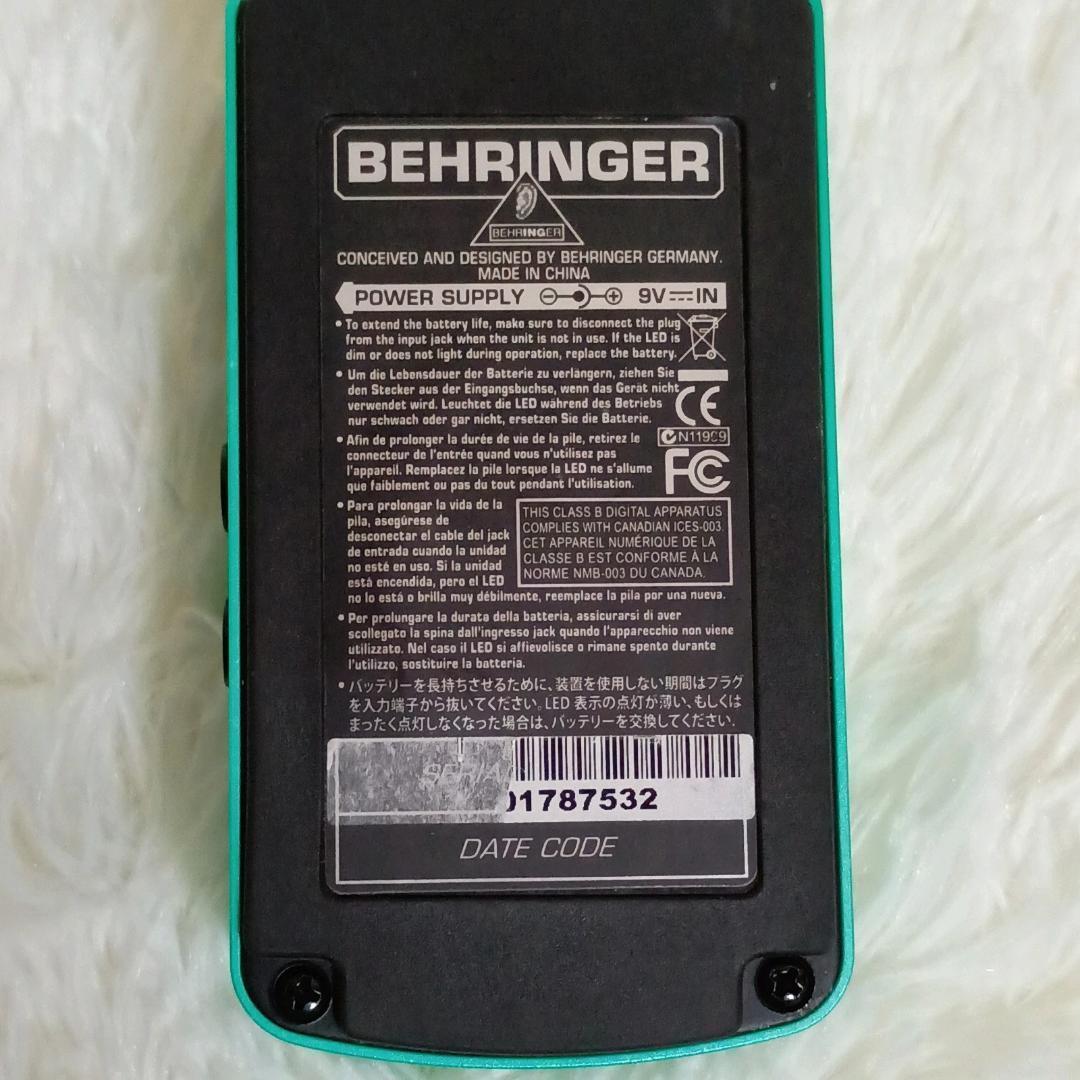 BEHRINGER
BEHRINGER
CONCEIVED AND DESIGNED BY BEHRINGER GERMANY.
MADE IN CHINA
POWER SUPPLY 9V IN
• To extend the battery life, make sure to disconnect the plug
from the input jack when the unit is not in use. If the LED is
dim or does not light during operation, replace the battery.
• Um die Lebensdauer der Batterie zu verlängern, ziehen Sie
den Stecker aus der Eingangsbuchse, wenn das Gerät nicht
verwendet wird. Leuchtet die LED während des Betriebs
nur schwach oder gar nicht, ersetzen Sie die Batterie.
CE
• Afin de prolonger la durée de vie de la pile, retirez le
connecteur de l'entrée quand vous n'utilisez pas
l'appareil. Remplacez la pile lorsque la LED ne s'allume
que faiblement ou pas du tout pendant l'utilisation.
FC
• Para prolongar la vida de la
pila, asegúrese de
desconectar el cable del jack
de entrada cuando la unidad
no esté en uso. Si la unidad
está encendida, pero el LED
no lo está o brilla muy débilmente, reemplace la pila por una nueva.
THIS CLASS B DIGITAL APPARATUS
COMPLIES WITH CANADIAN ICES-003.
CET APPAREIL NUMÉRIQUE DE LA
CLASSE B EST CONFORME À LA
NORME NMB-003 DU CANADA.
• Per prolungare la durata della batteria, assicurarsi di aver
scollegato la spina dall'ingresso jack quando l'apparecchio non viene
utilizzato. Nel caso il LED si affievolisce o rimane spento durante
l'utilizzo, sostituire la batteria.
• バッテリーを長持ちさせるために、装置を使用しない期間はプラグ
を入力端子から抜いてください。LED 表示の点灯が薄い、もしくは
まったく点灯しなくなった場合は、バッテリーを交換してください.
01787532
DATE CODE